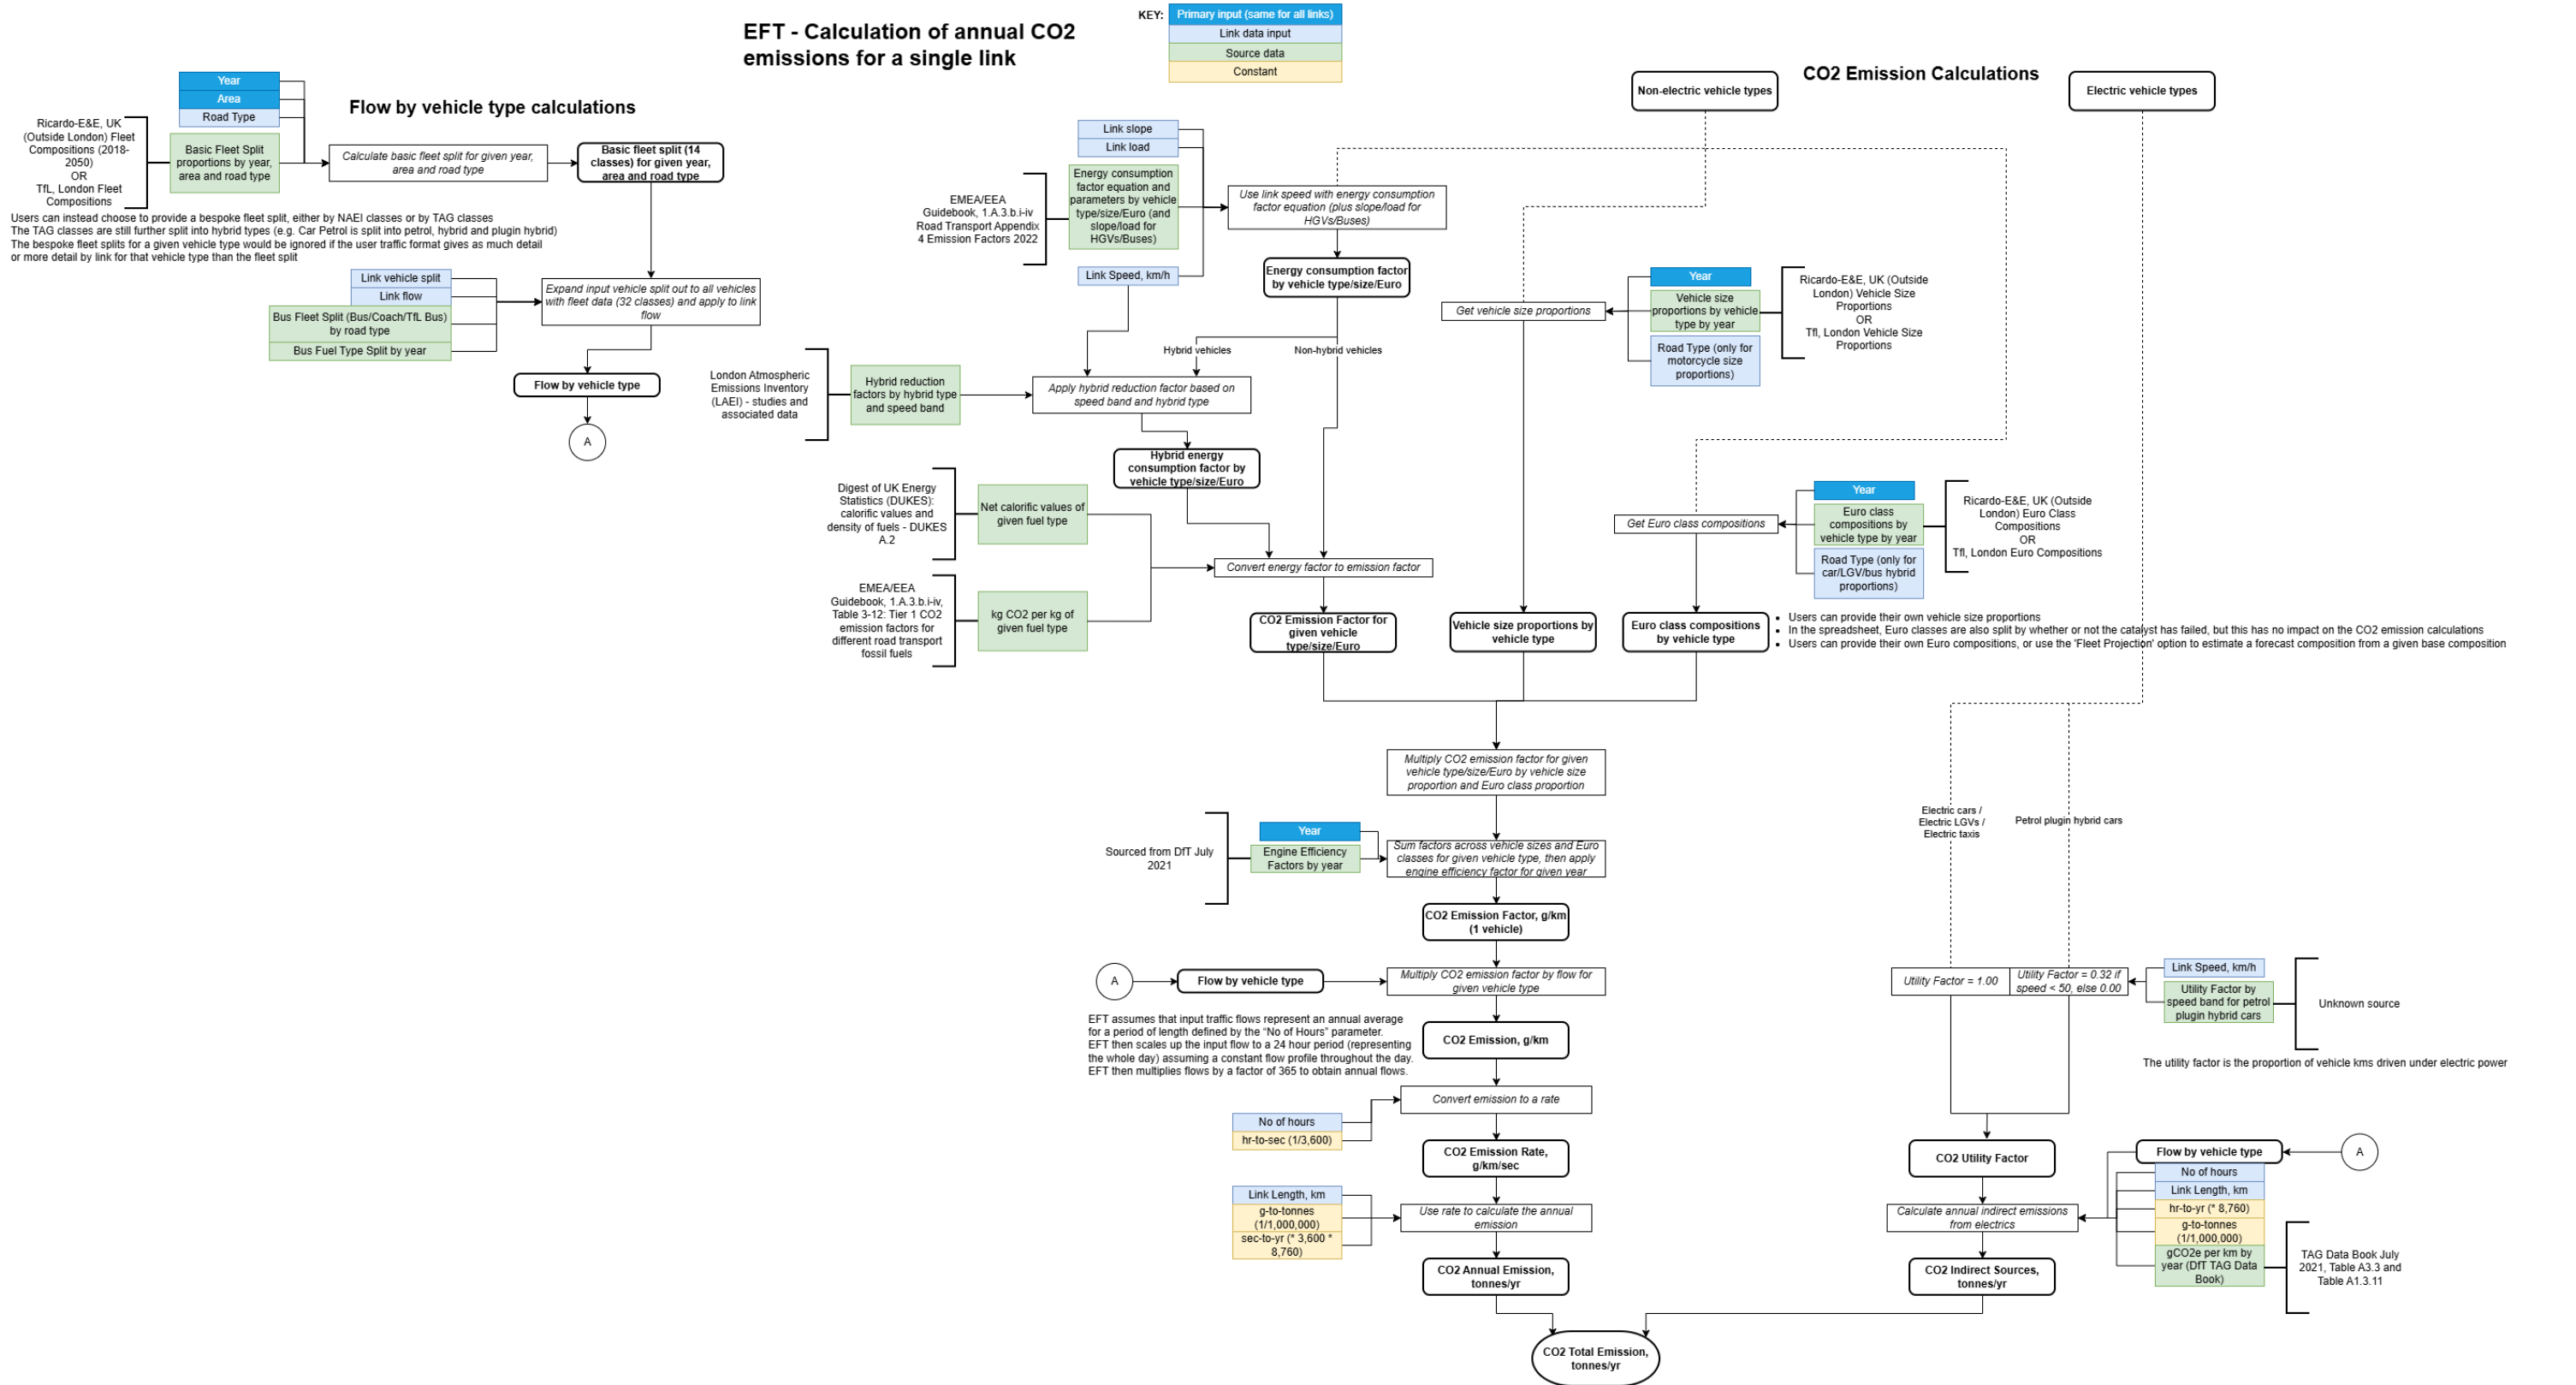 EFT - Calculation of annual CO2
emissions for a single link
KEY:
Primary input (same for all links)
Link data input
Source data
Constant
Flow by vehicle type calculations
Year
Area
Road Type
Ricardo-E&E, UK
(Outside London) Fleet
Compositions (2018-
2050)
OR
TfL, London Fleet
Compositions
Basic Fleet Split
proportions by year,
area and road type
Calculate basic fleet split for given year,
area and road type
Basic fleet split (14
classes) for given year,
area and road type
Users can instead choose to provide a bespoke fleet split, either by NAEI classes or by TAG classes
The TAG classes are still further split into hybrid types (e.g. Car Petrol is split into petrol, hybrid and plugin hybrid)
The bespoke fleet splits for a given vehicle type would be ignored if the user traffic format gives as much detail
or more detail by link for that vehicle type than the fleet split
Link vehicle split
Link flow
Bus Fleet Split (Bus/Coach/TfL Bus)
by road type
Bus Fuel Type Split by year
Expand input vehicle split out to all vehicles
with fleet data (32 classes) and apply to link
flow
Flow by vehicle type
A
CO2 Emission Calculations
Non-electric vehicle types
Electric vehicle types
Link slope
Link load
Energy consumption
factor equation and
parameters by vehicle
type/size/Euro (and
slope/load for
HGVs/Buses)
EMEA/EEA
Guidebook, 1.A.3.b.i-iv
Road Transport Appendix
4 Emission Factors 2022
Link Speed, km/h
Use link speed with energy consumption
factor equation (plus slope/load for
HGVs/Buses)
Energy consumption factor
by vehicle type/size/Euro
Hybrid vehicles
Non-hybrid vehicles
London Atmospheric
Emissions Inventory
(LAEI) - studies and
associated data
Hybrid reduction
factors by hybrid type
and speed band
Apply hybrid reduction factor based on
speed band and hybrid type
Hybrid energy
consumption factor by
vehicle type/size/Euro
Digest of UK Energy
Statistics (DUKES):
calorific values and
density of fuels - DUKES
A.2
Net calorific values of
given fuel type
Convert energy factor to emission factor
EMEA/EEA
Guidebook, 1.A.3.b.i-iv,
Table 3-12: Tier 1 CO2
emission factors for
different road transport
fossil fuels
kg CO2 per kg of
given fuel type
CO2 Emission Factor for
given vehicle
type/size/Euro
Get vehicle size proportions
Year
Vehicle size
proportions by vehicle
type by year
Road Type (only for
motorcycle size
proportions)
Ricardo-E&E, UK (Outside
London) Vehicle Size
Proportions
OR
Tfl, London Vehicle Size
Proportions
Vehicle size proportions by
vehicle type
Get Euro class compositions
Year
Euro class
compositions by
vehicle type by year
Road Type (only for
car/LGV/bus hybrid
proportions)
Ricardo-E&E, UK (Outside
London) Euro Class
Compositions
OR
Tfl, London Euro Compositions
Euro class compositions
by vehicle type
• Users can provide their own vehicle size proportions
• In the spreadsheet, Euro classes are also split by whether or not the catalyst has failed, but this has no impact on the CO2 emission calculations
• Users can provide their own Euro compositions, or use the 'Fleet Projection' option to estimate a forecast composition from a given base composition
Multiply CO2 emission factor for given
vehicle type/size/Euro by vehicle size
proportion and Euro class proportion
Sourced from DfT July
2021
Year
Engine Efficiency
Factors by year
Sum factors across vehicle sizes and Euro
classes for given vehicle type, then apply
engine efficiency factor for given year
CO2 Emission Factor, g/km
(1 vehicle)
A
Flow by vehicle type
Multiply CO2 emission factor by flow for
given vehicle type
EFT assumes that input traffic flows represent an annual average
for a period of length defined by the “No of Hours” parameter.
EFT then scales up the input flow to a 24 hour period (representing
the whole day) assuming a constant flow profile throughout the day.
EFT then multiplies flows by a factor of 365 to obtain annual flows.
CO2 Emission, g/km
Convert emission to a rate
No of hours
hr-to-sec (1/3,600)
CO2 Emission Rate,
g/km/sec
Link Length, km
g-to-tonnes
(1/1,000,000)
sec-to-yr (* 3,600 *
8,760)
Use rate to calculate the annual
emission
CO2 Annual Emission,
tonnes/yr
Electric cars /
Electric LGVs /
Electric taxis
Petrol plugin hybrid cars
Utility Factor = 1.00
Utility Factor = 0.32 if
speed < 50, else 0.00
Link Speed, km/h
Utility Factor by
speed band for petrol
plugin hybrid cars
Unknown source
The utility factor is the proportion of vehicle kms driven under electric power
CO2 Utility Factor
Flow by vehicle type
A
No of hours
Link Length, km
hr-to-yr (* 8,760)
g-to-tonnes
(1/1,000,000)
gCO2e per km by
year (DfT TAG Data
Book)
TAG Data Book July
2021, Table A3.3 and
Table A1.3.11
Calculate annual indirect emissions
from electrics
CO2 Indirect Sources,
tonnes/yr
CO2 Total Emission,
tonnes/yr